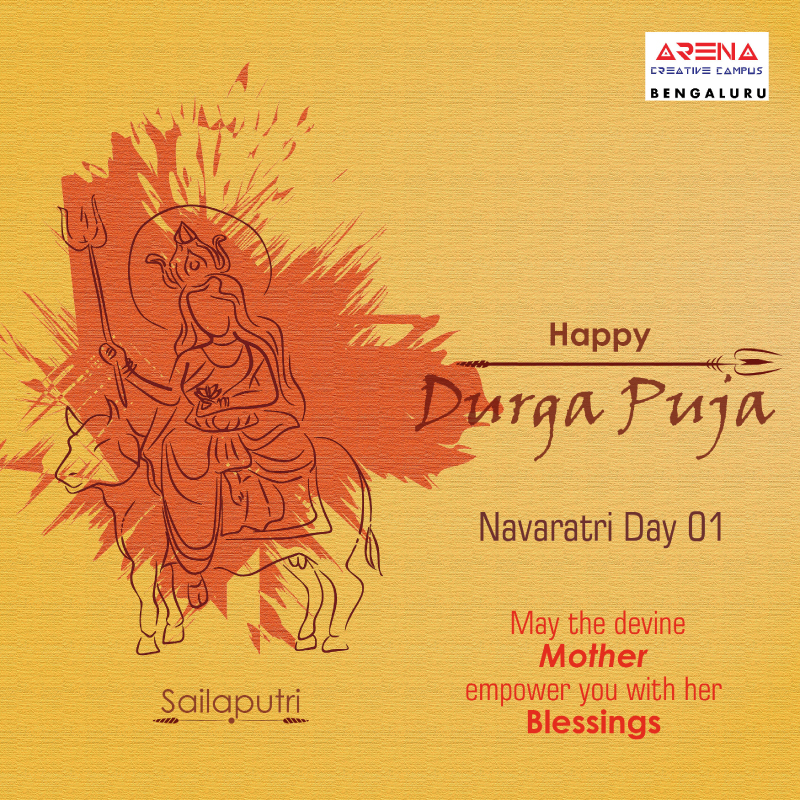 ARENA
CREATIVE CAMPUS
BENGALURU
Happy
Durga Puja
Navaratri Day 01
May the devine
Mother
empower you with her
Blessings
Sailaputri